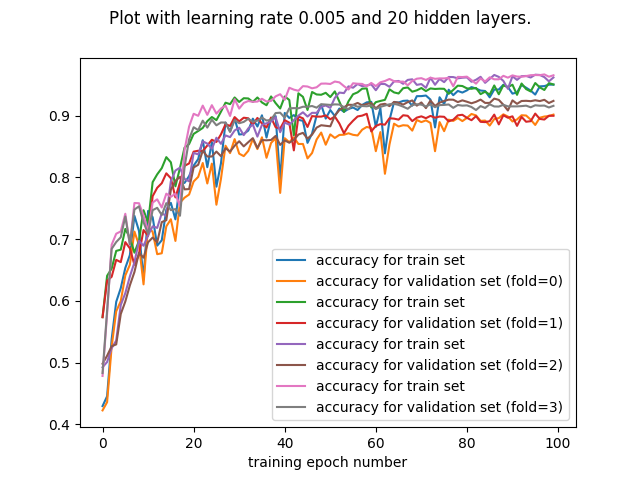 Plot with learning rate 0.005 and 20 hidden layers.
0.9
0.8
0.7
0.6
0.5
0.4
accuracy for train set
accuracy for validation set (fold=0)
accuracy for train set
accuracy for validation set (fold=1)
accuracy for train set
accuracy for validation set (fold=2)
accuracy for train set
accuracy for validation set (fold=3)
0 20 40 60 80 100
training epoch number